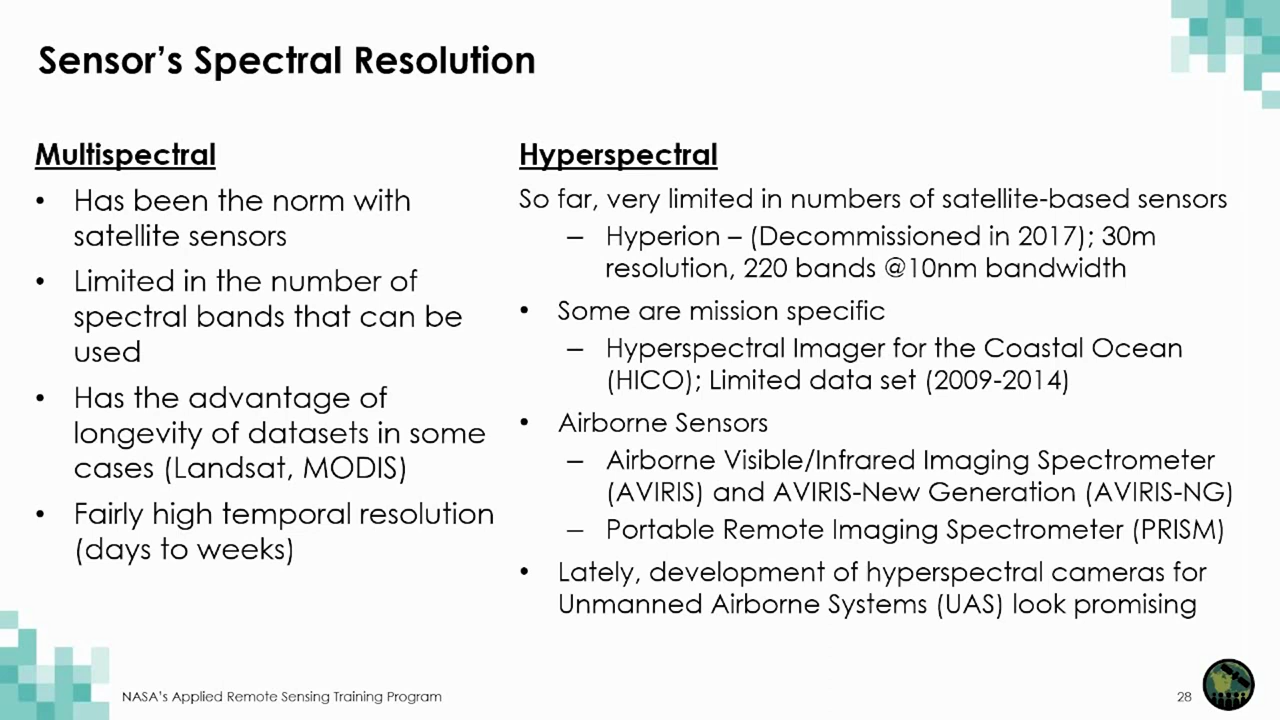 Sensor's Spectral Resolution
Multispectral
• Has been the norm with
satellite sensors
• Limited in the number of
spectral bands that can be
used
• Has the advantage of
longevity of datasets in some
cases (Landsat, MODIS)
• Fairly high temporal resolution
(days to weeks)
Hyperspectral
So far, very limited in numbers of satellite-based sensors
– Hyperion – (Decommissioned in 2017); 30m
resolution, 220 bands @10nm bandwidth
• Some are mission specific
– Hyperspectral Imager for the Coastal Ocean
(HICO); Limited data set (2009-2014)
• Airborne Sensors
– Airborne Visible/Infrared Imaging Spectrometer
(AVIRIS) and AVIRIS-New Generation (AVIRIS-NG)
– Portable Remote Imaging Spectrometer (PRISM)
• Lately, development of hyperspectral cameras for
Unmanned Airborne Systems (UAS) look promising
NASA's Applied Remote Sensing Training Program
28